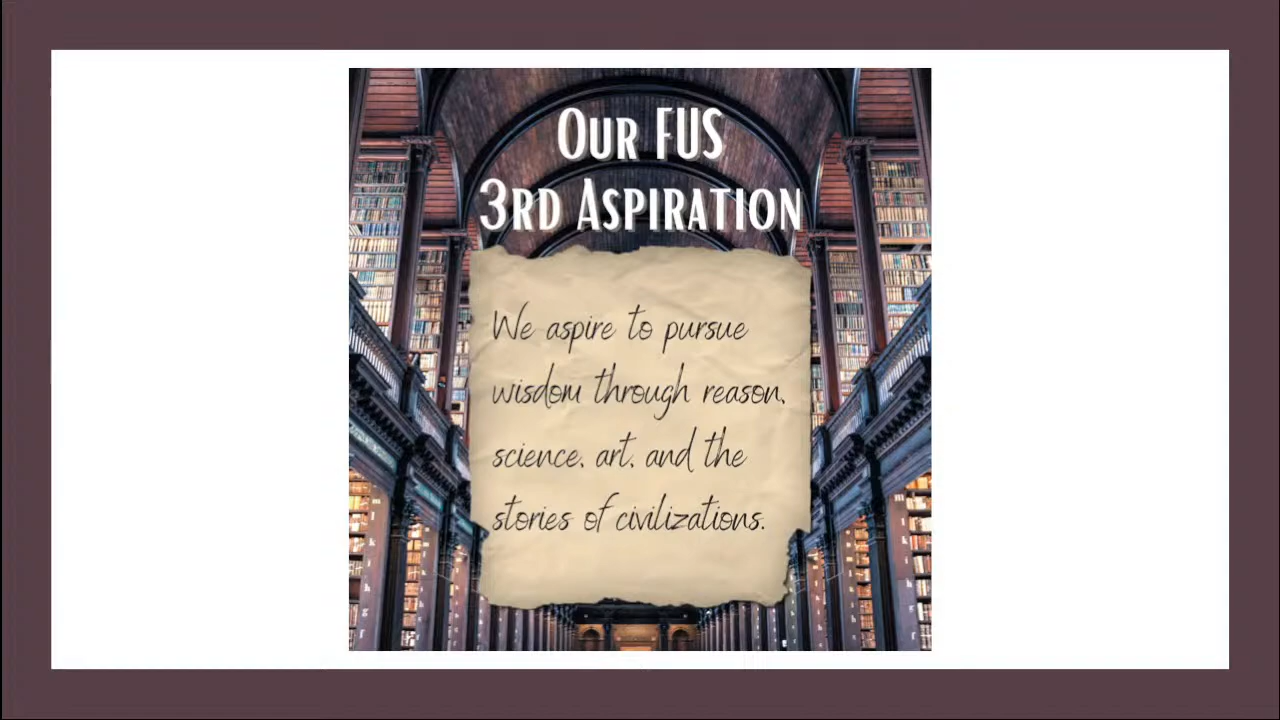 Our FUS
3rd Aspiration
We aspire to pursue
wisdom through reason,
science, art, and the
stories of civilizations.